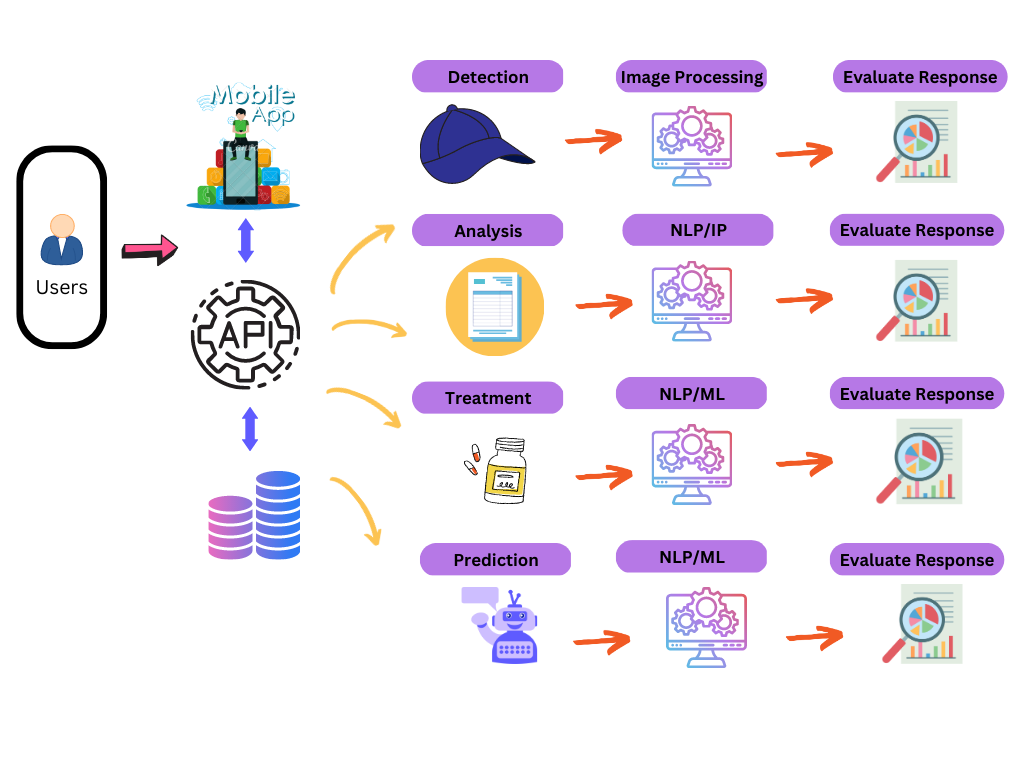 Mobile
App
Users
API
Detection
Image Processing
Evaluate Response
Analysis
NLP/IP
Evaluate Response
Treatment
NLP/ML
Evaluate Response
Prediction
NLP/ML
Evaluate Response